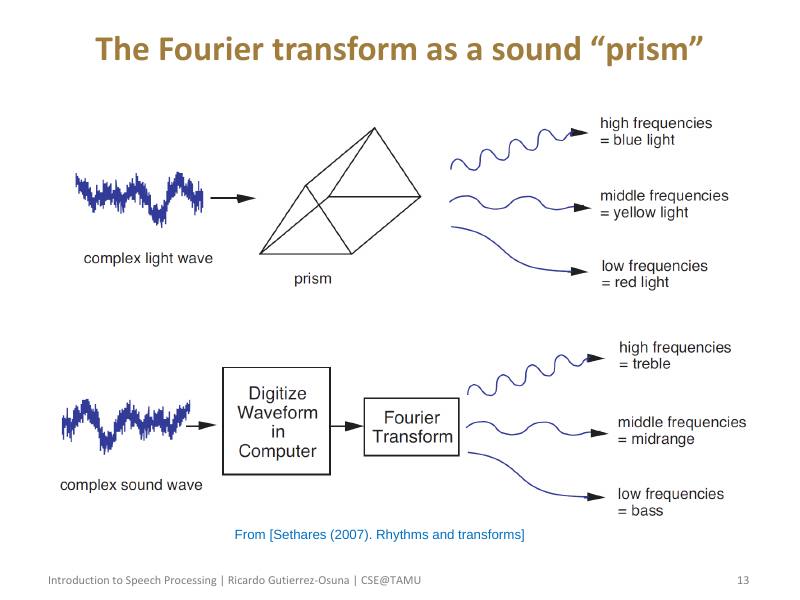 The Fourier transform as a sound “prism”
high frequencies
= blue light
middle frequencies
= yellow light
complex light wave
low frequencies
= red light
prism
high frequencies
= treble
Digitize
Waveform
in
Computer
Fourier
Transform
middle frequencies
= midrange
complex sound wave
low frequencies
= bass
From [Sethares (2007). Rhythms and transforms]
Introduction to Speech Processing | Ricardo Gutierrez-Osuna | CSE@TAMU
13